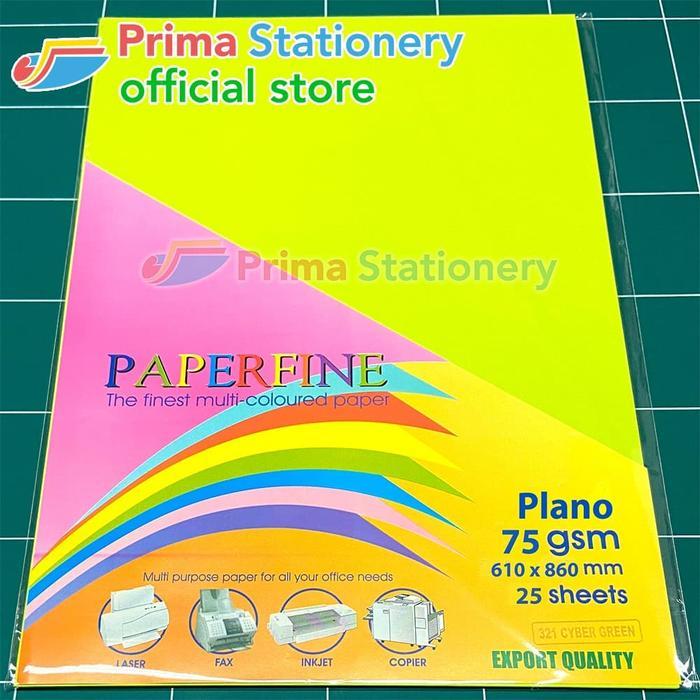 Prima Stationery
official store
Prima Stationery
PAPERFINE
The finest multi-coloured paper
Plano
75 gsm
610 x 860 mm
25 sheets
Multi purpose paper for all your office needs
321 CYBER GREEN
LASER
FAX
INKJET
COPIER
EXPORT QUALITY